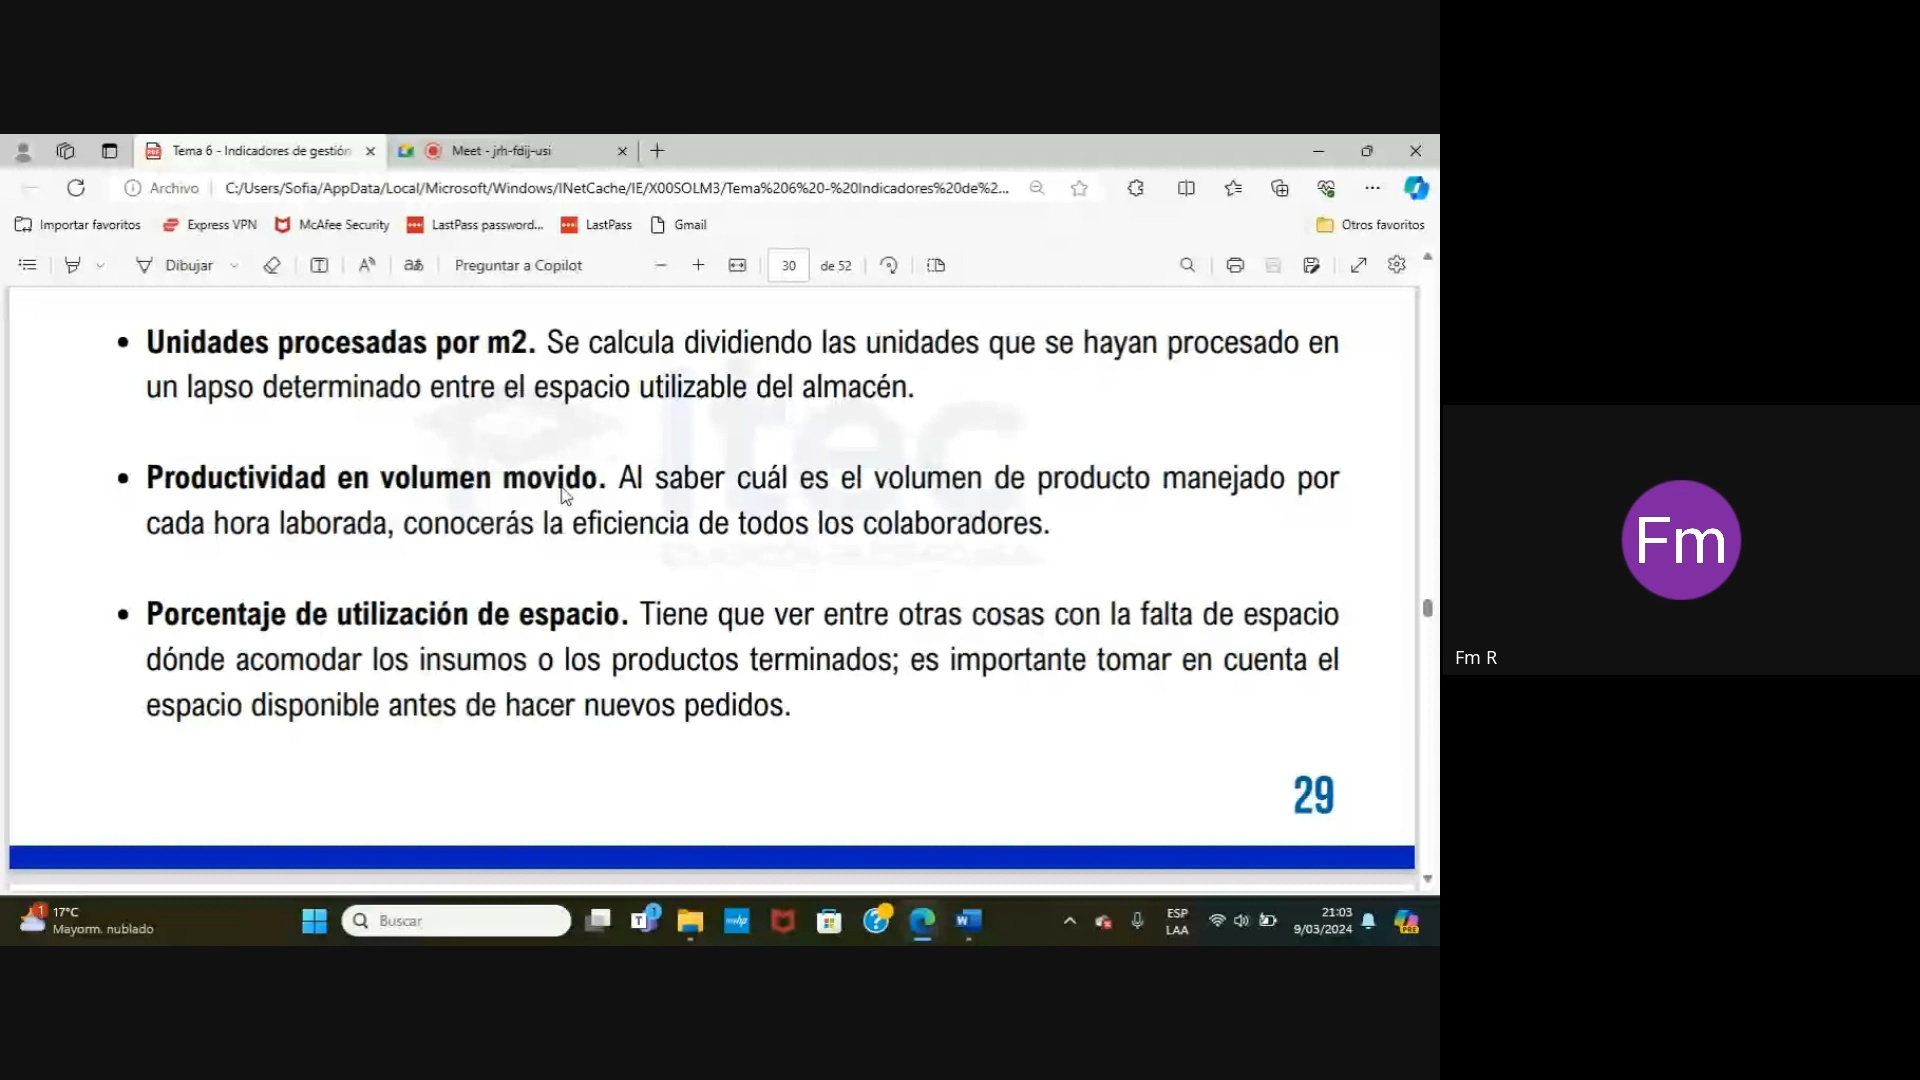 Tema 6 - Indicadores de gestión
Meet - jrh-fdij-usi
Archivo
C:/Users/Sofia/AppData/Local/Microsoft/Windows/INetCache/IE/X00SOLM3/Tema%206%20-%20Indicadores%20de%2...
Importar favoritos
Express VPN
McAfee Security
LastPass password...
LastPass
Gmail
Otros favoritos
Dibujar
Preguntar a Copilot
30
de 52
• Unidades procesadas por m2. Se calcula dividiendo las unidades que se hayan procesado en
un lapso determinado entre el espacio utilizable del almacén.
• Productividad en volumen movido. Al saber cuál es el volumen de producto manejado por
cada hora laborada, conocerás la eficiencia de todos los colaboradores.
• Porcentaje de utilización de espacio. Tiene que ver entre otras cosas con la falta de espacio
dónde acomodar los insumos o los productos terminados; es importante tomar en cuenta el
espacio disponible antes de hacer nuevos pedidos.
itec
29
Fm
Fm R
1
17°C
Mayorm. nublado
Buscar
ESP
LAA
21:03
9/03/2024